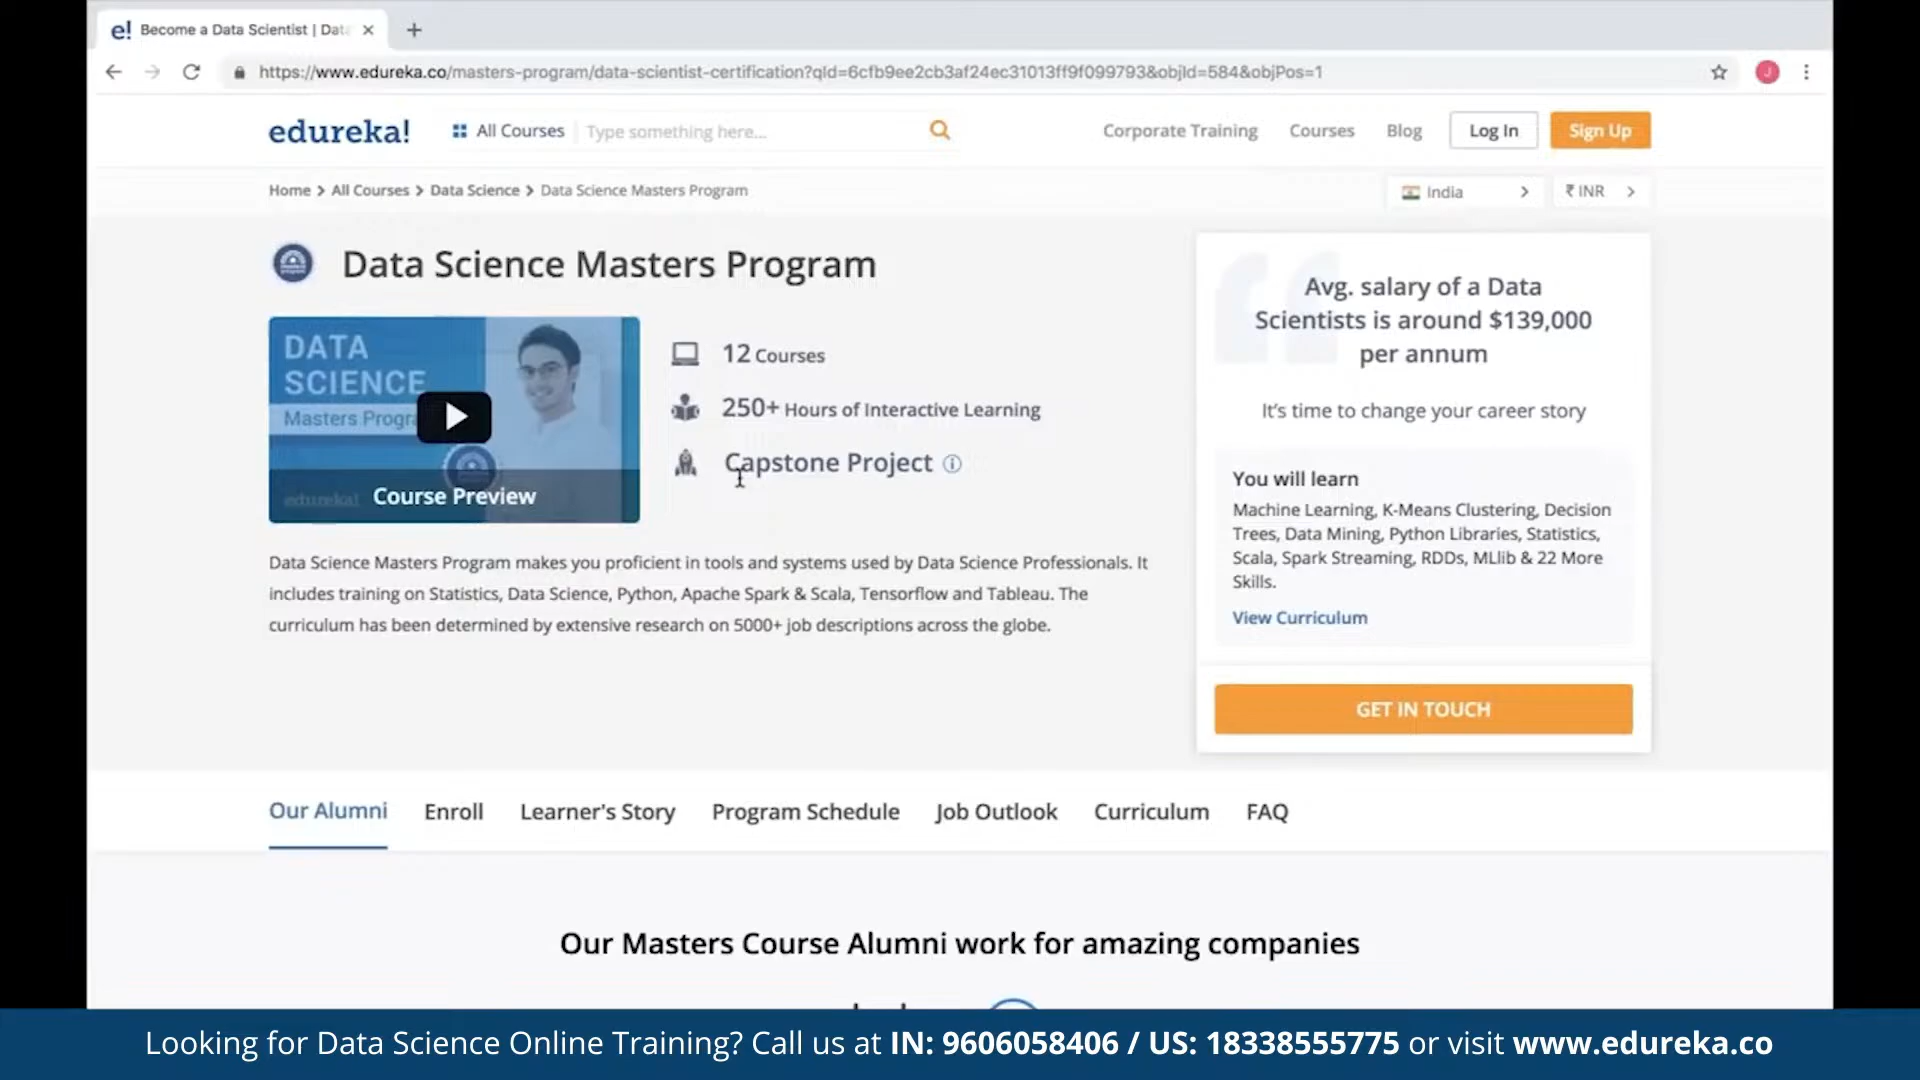 e! Become a Data Scientist | Data
https://www.edureka.co/masters-program/data-scientist-certification?qId=6cfb9ee2cb3af24ec31013ff9f099793&objId=584&objPos=1
J
edureka!
All Courses
Type something here...
Corporate Training
Courses
Blog
Log In
Sign Up
Home > All Courses > Data Science > Data Science Masters Program
India
₹ INR
Data Science Masters Program
DATA
SCIENCE
Masters Progra
edureka!
Course Preview
12 Courses
250+ Hours of Interactive Learning
Capstone Project
Data Science Masters Program makes you proficient in tools and systems used by Data Science Professionals. It
includes training on Statistics, Data Science, Python, Apache Spark & Scala, Tensorflow and Tableau. The
curriculum has been determined by extensive research on 5000+ job descriptions across the globe.
Avg. salary of a Data
Scientists is around $139,000
per annum
It's time to change your career story
You will learn
Machine Learning, K-Means Clustering, Decision
Trees, Data Mining, Python Libraries, Statistics,
Scala, Spark Streaming, RDDs, MLlib & 22 More
Skills.
View Curriculum
GET IN TOUCH
Our Alumni
Enroll
Learner's Story
Program Schedule
Job Outlook
Curriculum
FAQ
Our Masters Course Alumni work for amazing companies
Looking for Data Science Online Training? Call us at IN: 9606058406 / US: 18338555775 or visit www.edureka.co